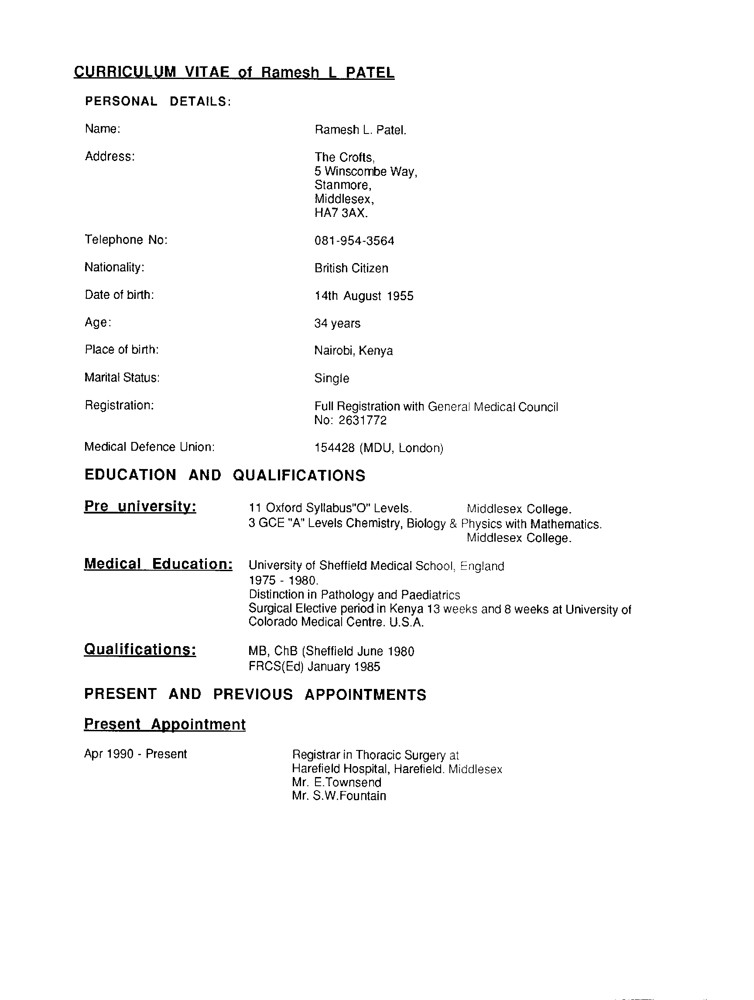 CURRICULUM VITAE of Ramesh L PATEL
PERSONAL DETAILS:
Name: Ramesh L. Patel.
Address: The Crofts,
5 Winscombe Way,
Stanmore,
Middlesex,
HA7 3AX.
Telephone No: 081-954-3564
Nationality: British Citizen
Date of birth: 14th August 1955
Age: 34 years
Place of birth: Nairobi, Kenya
Marital Status: Single
Registration: Full Registration with General Medical Council
No: 2631772
Medical Defence Union: 154428 (MDU, London)
EDUCATION AND QUALIFICATIONS
Pre university: 11 Oxford Syllabus"O" Levels. Middlesex College.
3 GCE "A" Levels Chemistry, Biology & Physics with Mathematics.
Middlesex College.
Medical Education: University of Sheffield Medical School, England
1975 - 1980.
Distinction in Pathology and Paediatrics
Surgical Elective period in Kenya 13 weeks and 8 weeks at University of
Colorado Medical Centre. U.S.A.
Qualifications: MB, ChB (Sheffield June 1980
FRCS(Ed) January 1985
PRESENT AND PREVIOUS APPOINTMENTS
Present Appointment
Apr 1990 - Present Registrar in Thoracic Surgery at
Harefield Hospital, Harefield. Middlesex
Mr. E.Townsend
Mr. S.W.Fountain